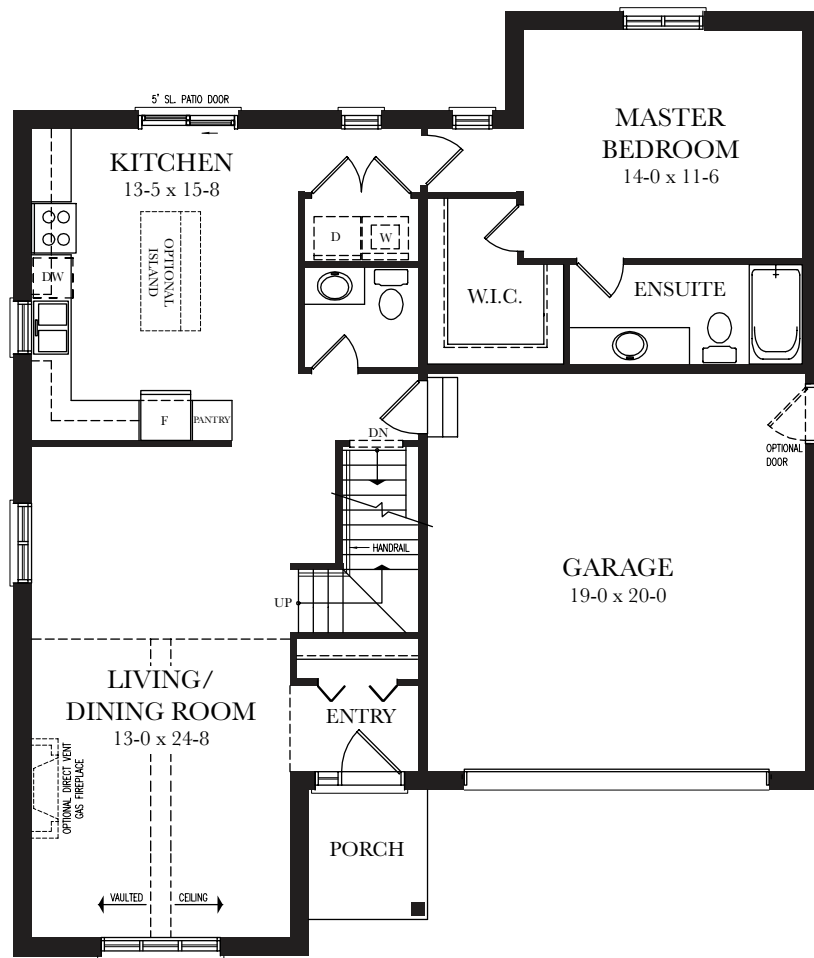 5' SL. PATIO DOOR
MASTER
BEDROOM
14-0 x 11-6
KITCHEN
13-5 x 15-8
OPTIONAL
ISLAND
D
W
DW
W.I.C.
ENSUITE
F
PANTRY
DN
OPTIONAL
DOOR
HANDRAIL
GARAGE
19-0 x 20-0
UP
LIVING/
DINING ROOM
13-0 x 24-8
ENTRY
OPTIONAL DIRECT VENT
GAS FIREPLACE
PORCH
VAULTED
CEILING